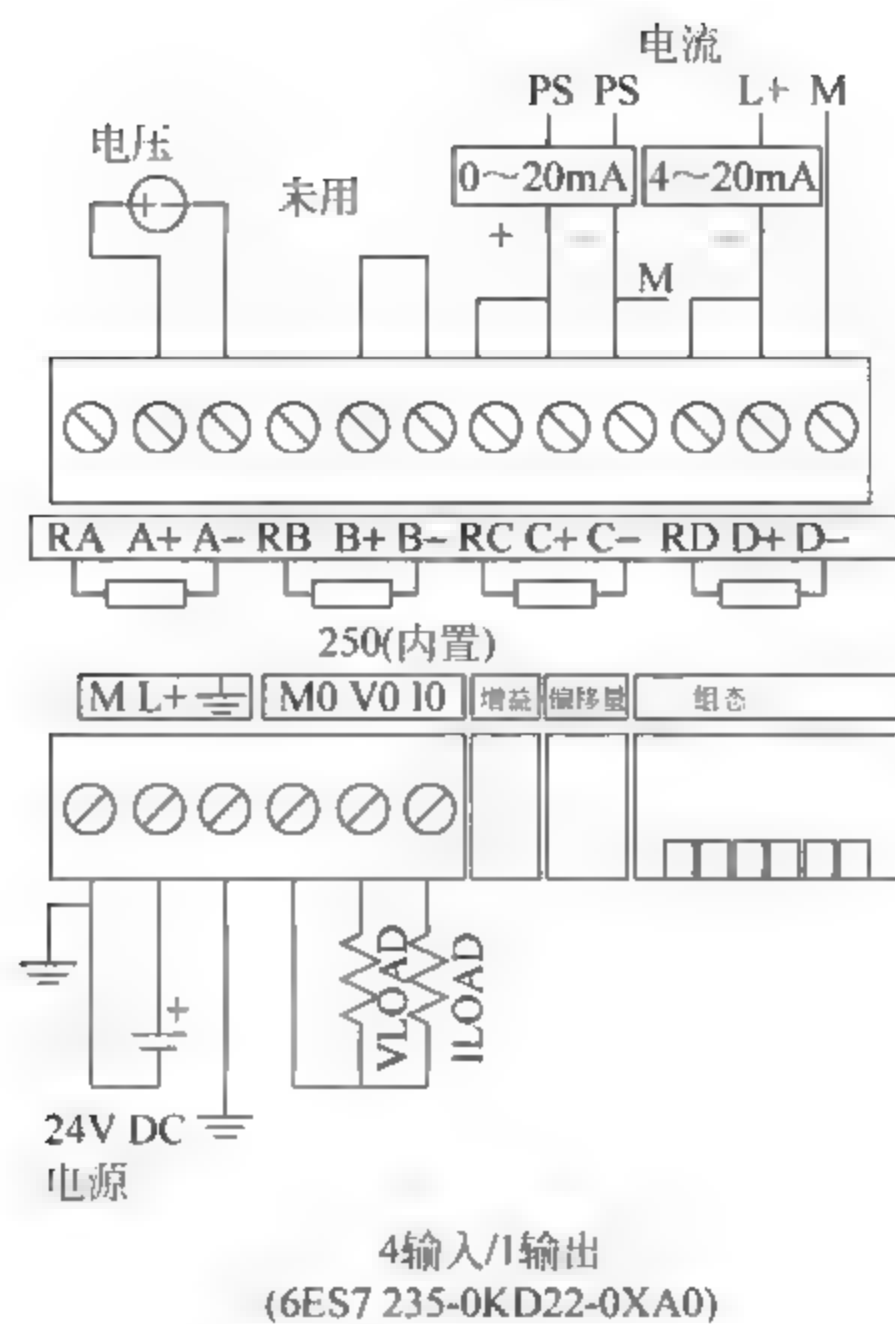 电流
PS PS L+ M
电压
未用
0～20mA 4～20mA
+ − −
M
+ −
RA A+ A− RB B+ B− RC C+ C− RD D+ D−
250(内置)
M L+ M0 V0 I0 增益 偏移量 组态
VLOAD
ILOAD
+
24V DC
电源
4输入/1输出
(6ES7 235-0KD22-0XA0)